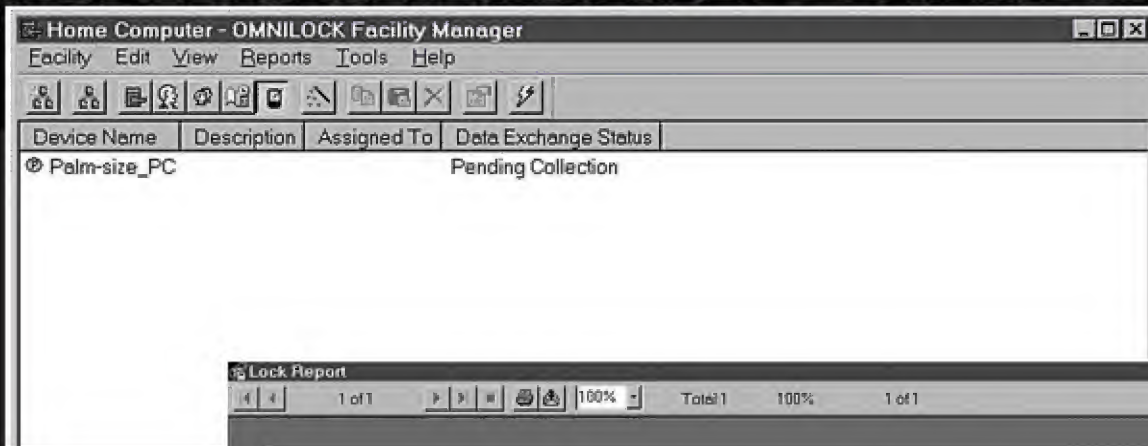 Home Computer - OMNILOCK Facility Manager
Facility Edit View Reports Tools Help
Device Name Description Assigned To Data Exchange Status
Palm-size_PC Pending Collection
Lock Report
1 of 1 100% Total:1 100% 1 of 1